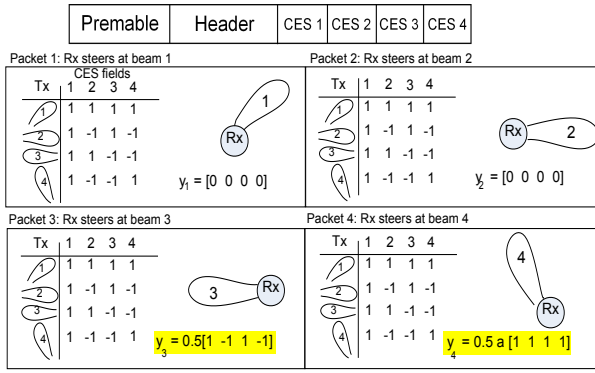 Premable Header CES 1 CES 2 CES 3 CES 4
Packet 1: Rx steers at beam 1
CES fields
Tx 1 2 3 4
1 1 1 1 1
2 1 -1 1 -1
3 1 1 -1 -1
4 1 -1 -1 1
1
Rx
y1 = [0 0 0 0]
Packet 2: Rx steers at beam 2
Tx 1 2 3 4
1 1 1 1 1
2 1 -1 1 -1
3 1 1 -1 -1
4 1 -1 -1 1
Rx 2
y2 = [0 0 0 0]
Packet 3: Rx steers at beam 3
Tx 1 2 3 4
1 1 1 1 1
2 1 -1 1 -1
3 1 1 -1 -1
4 1 -1 -1 1
3 Rx
y3 = 0.5[1 -1 1 -1]
Packet 4: Rx steers at beam 4
Tx 1 2 3 4
1 1 1 1 1
2 1 -1 1 -1
3 1 1 -1 -1
4 1 -1 -1 1
4
Rx
y4 = 0.5 a [1 1 1 1]